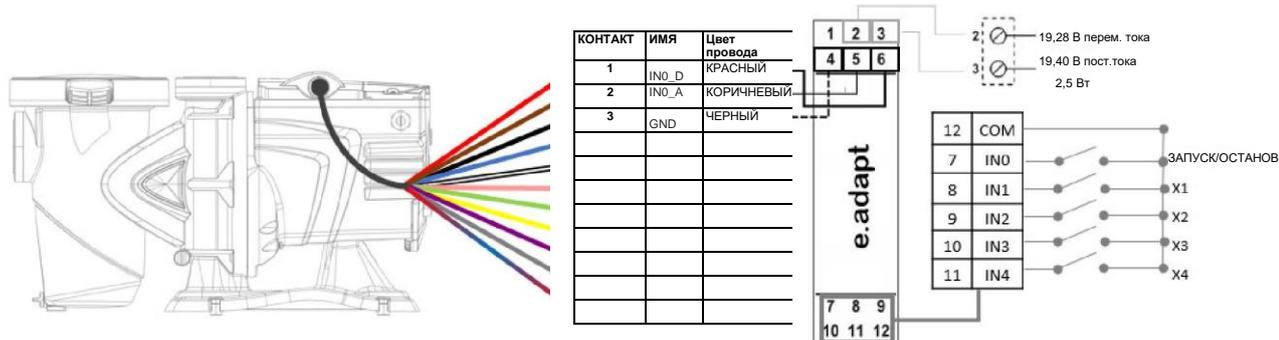 КОНТАКТ ИМЯ Цвет провода
1 IN0_D КРАСНЫЙ
2 IN0_A КОРИЧНЕВЫЙ
3 GND ЧЕРНЫЙ
1 2 3
4 5 6
e.adapt
7 8 9
10 11 12
2 19,28 В перем. тока
3 19,40 В пост.тока
2,5 Вт
12 COM
7 IN0 ЗАПУСК/ОСТАНОВ
8 IN1 X1
9 IN2 X2
10 IN3 X3
11 IN4 X4